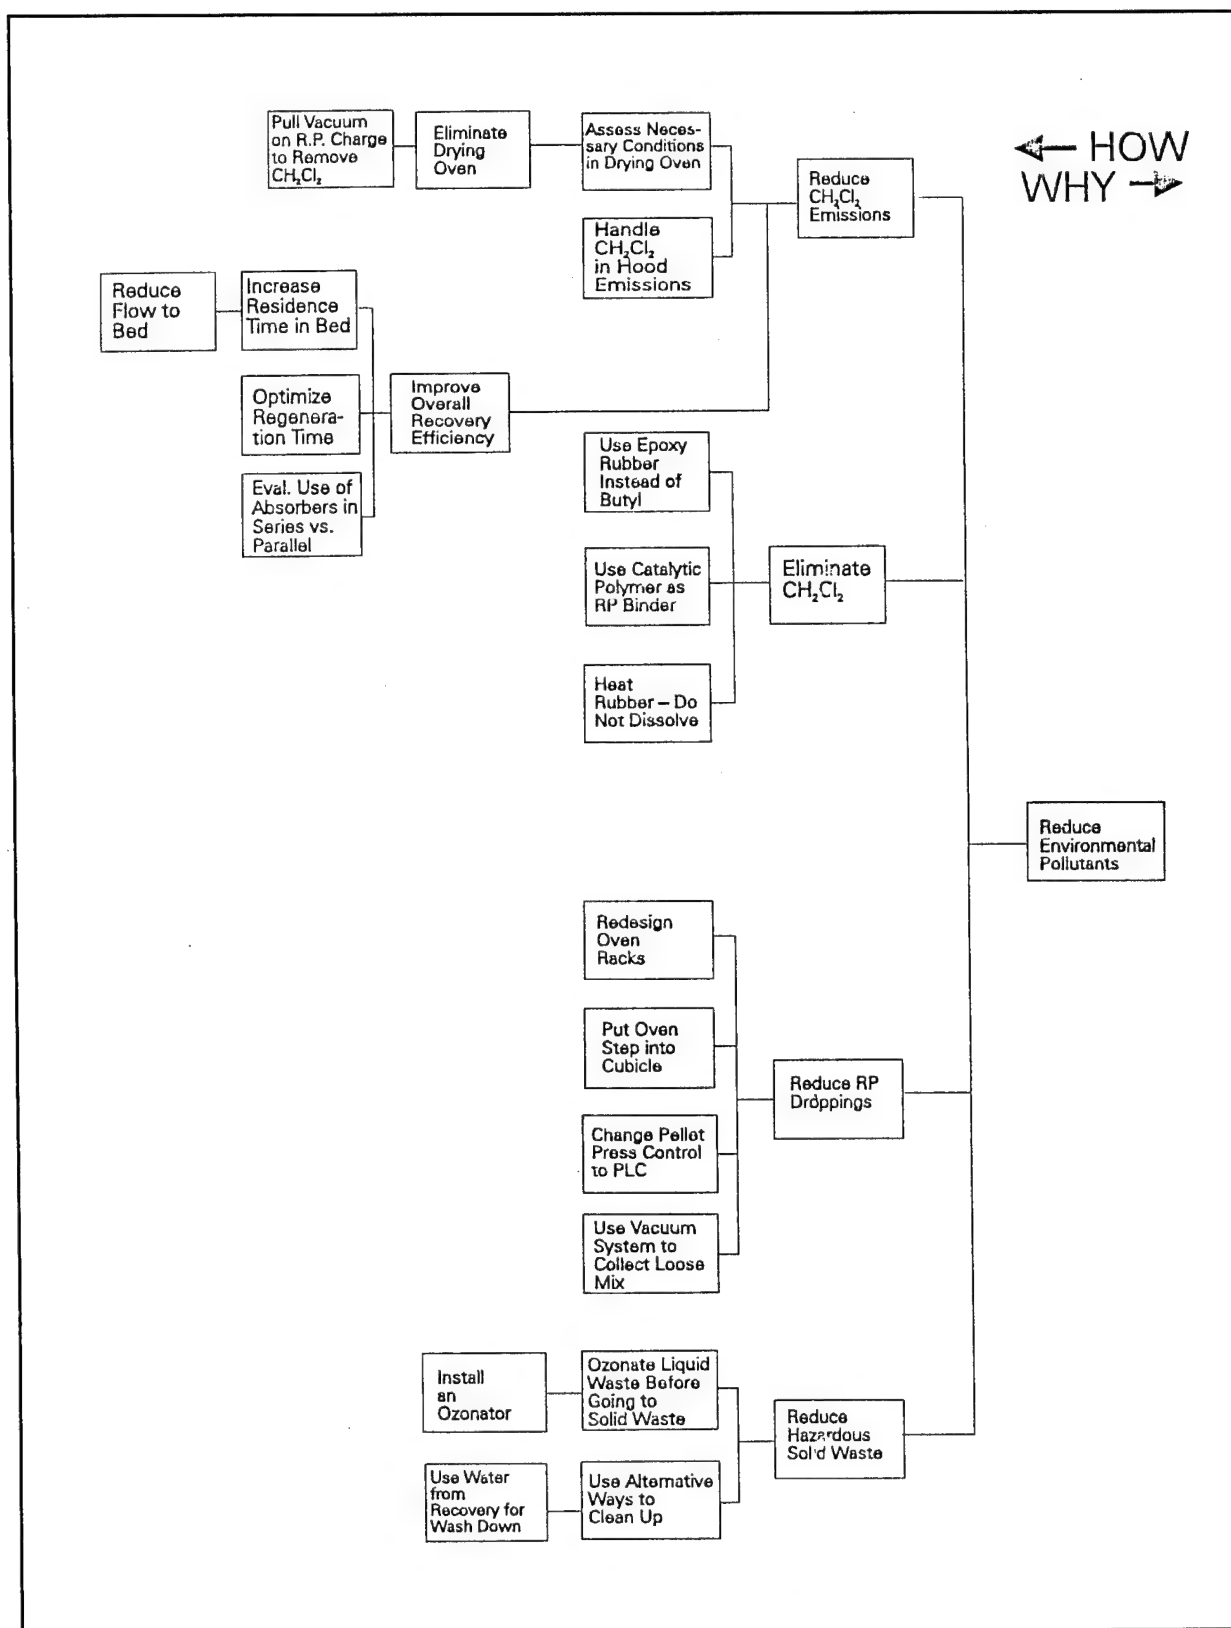 Pull Vacuum
on R.P. Charge
to Remove
CH₂Cl₂
Eliminate
Drying
Oven
Assess Neces-
sary Conditions
in Drying Oven
Reduce
CH₂Cl₂
Emissions
← HOW
WHY →
Handle
CH₂Cl₂
in Hood
Emissions
Reduce
Flow to
Bed
Increase
Residence
Time in Bed
Optimize
Regenera-
tion Time
Improve
Overall
Recovery
Efficiency
Eval. Use of
Absorbers in
Series vs.
Parallel
Use Epoxy
Rubber
Instead of
Butyl
Use Catalytic
Polymer as
RP Binder
Eliminate
CH₂Cl₂
Heat
Rubber – Do
Not Dissolve
Reduce
Environmental
Pollutants
Redesign
Oven
Racks
Put Oven
Step into
Cubicle
Reduce RP
Droppings
Change Pellet
Press Control
to PLC
Use Vacuum
System to
Collect Loose
Mix
Install
an
Ozonator
Ozonate Liquid
Waste Before
Going to
Solid Waste
Reduce
Hazardous
Solid Waste
Use Water
from
Recovery for
Wash Down
Use Alternative
Ways to
Clean Up